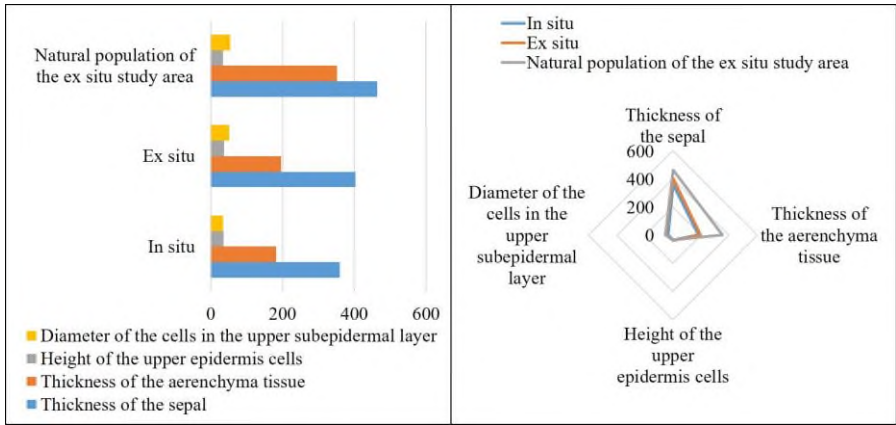 Natural population of
the ex situ study area
Ex situ
In situ
0 200 400 600
Diameter of the cells in the upper subepidermal layer
Height of the upper epidermis cells
Thickness of the aerenchyma tissue
Thickness of the sepal
In situ
Ex situ
Natural population of the ex situ study area
Thickness of
the sepal
600
400
200
0
Diameter of the
cells in the
upper
subepidermal
layer
Thickness of
the aerenchyma
tissue
Height of the
upper
epidermis cells